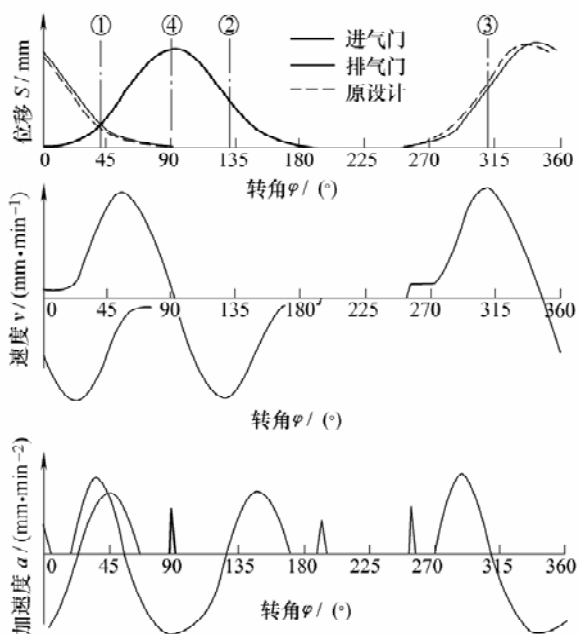 ① ④ ② ③
进气门
排气门
原设计
位移 S / mm
0 45 90 135 180 225 270 315 360
转角φ / (°)
速度 v / (mm•min−1)
0 45 90 135 180 225 270 315 360
转角φ / (°)
加速度 a / (mm•min−2)
0 45 90 135 180 225 270 315 360
转角φ / (°)